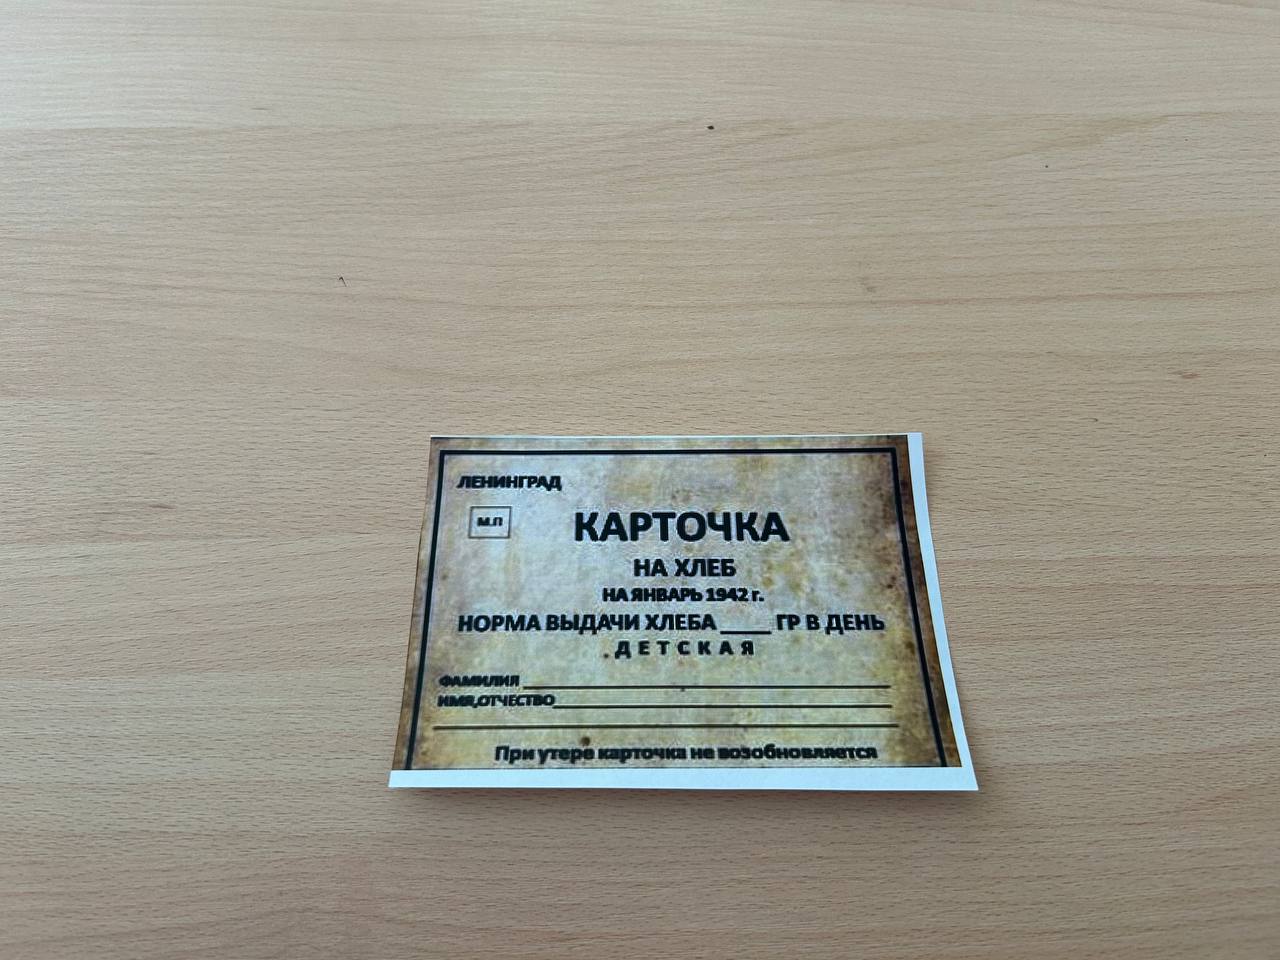 ЛЕНИНГРАД
М.П
КАРТОЧКА
НА ХЛЕБ
НА ЯНВАРЬ 1942 г.
НОРМА ВЫДАЧИ ХЛЕБА ____ ГР В ДЕНЬ
ДЕТСКАЯ
ФАМИЛИЯ
ИМЯ,ОТЧЕСТВО
При утере карточка не возобновляется